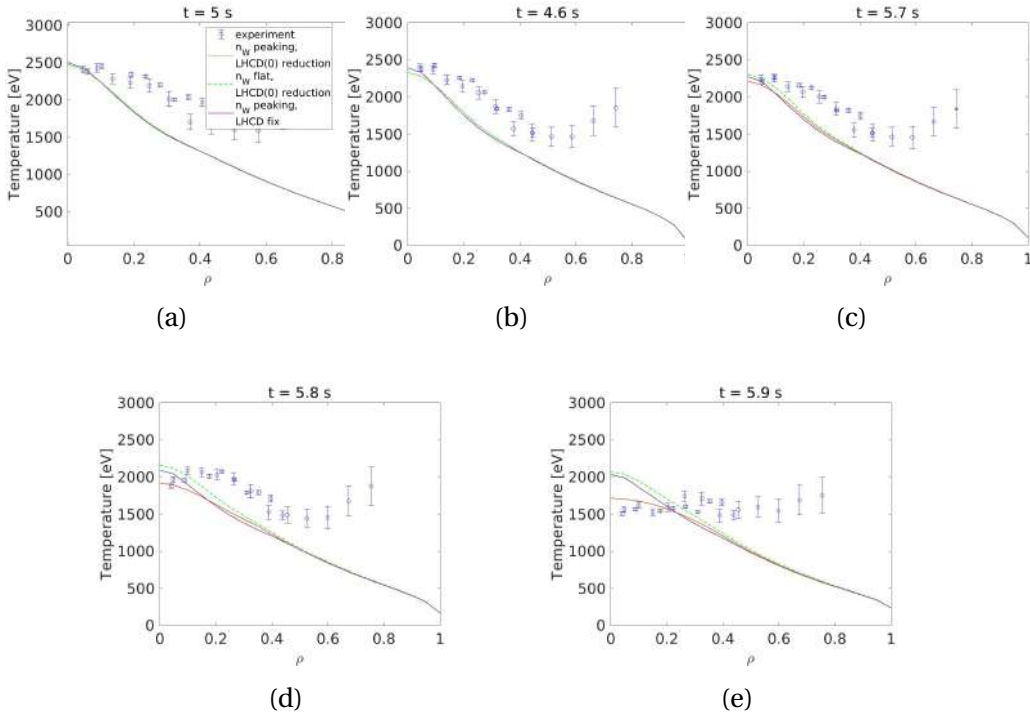 t = 5 s
t = 4.6 s
t = 5.7 s
3000
2500
2000
1500
1000
500
0
Temperature [eV]
experiment
n_W peaking,
LHCD(0) reduction
n_W flat,
LHCD(0) reduction
n_W peaking,
LHCD fix
0 0.2 0.4 0.6 0.8
ρ
3000
2500
2000
1500
1000
500
0
Temperature [eV]
0 0.2 0.4 0.6 0.8
ρ
3000
2500
2000
1500
1000
500
0
Temperature [eV]
0 0.2 0.4 0.6 0.8 1
ρ
(a)
(b)
(c)
t = 5.8 s
t = 5.9 s
3000
2500
2000
1500
1000
500
0
Temperature [eV]
0 0.2 0.4 0.6 0.8 1
ρ
3000
2500
2000
1500
1000
500
0
Temperature [eV]
0 0.2 0.4 0.6 0.8 1
ρ
(d)
(e)